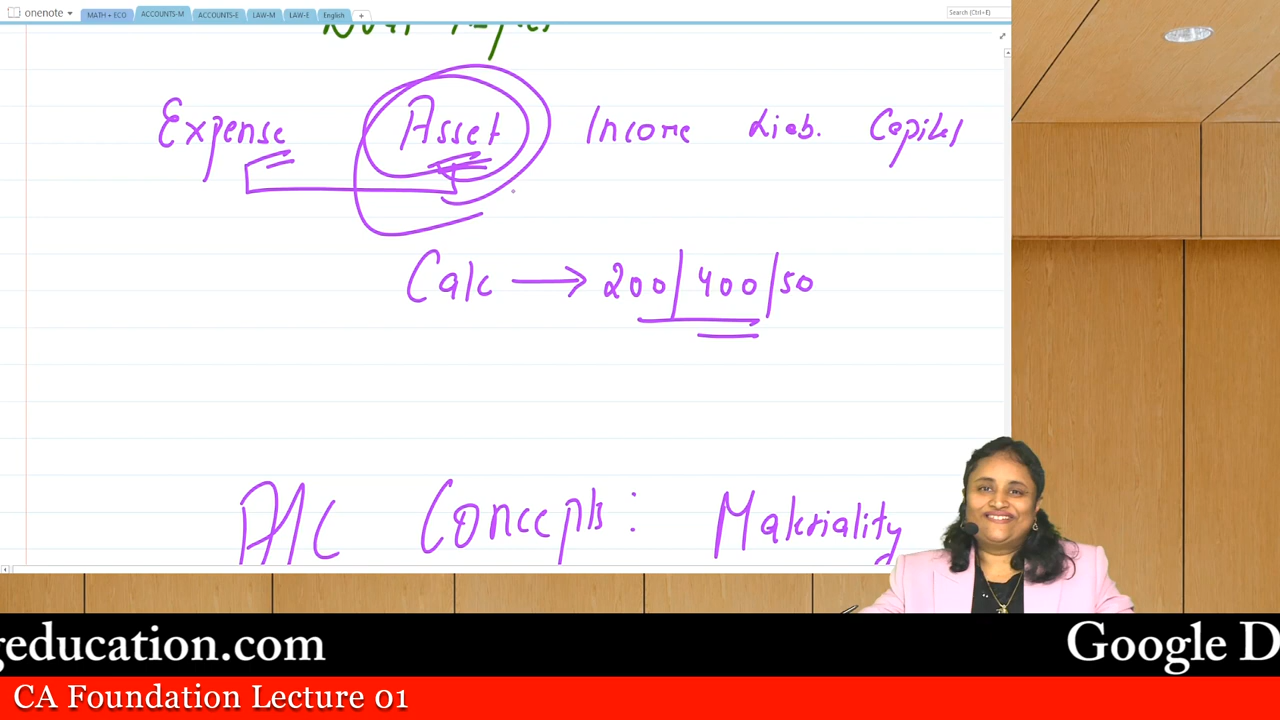 onenote
MATH + ECO ACCOUNTS-M ACCOUNTS-E LAW-M LAW-E English +
Search (Ctrl+E)
Expense Asset Income Liab. Capital
Calc → 200/400/50
A/C Concepts: Materiality
geducation.com Google D
CA Foundation Lecture 01